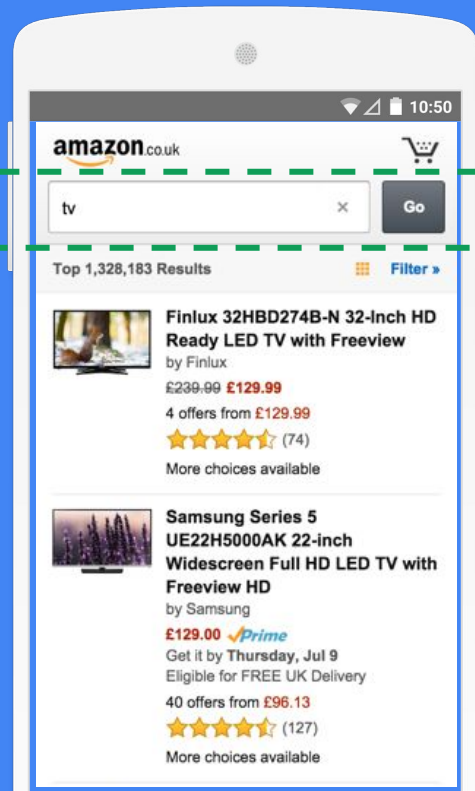 10:50
amazon.co.uk
tv × Go
Top 1,328,183 Results Filter »
Finlux 32HBD274B-N 32-Inch HD
Ready LED TV with Freeview
by Finlux
£239.99 £129.99
4 offers from £129.99
(74)
More choices available
Samsung Series 5
UE22H5000AK 22-inch
Widescreen Full HD LED TV with
Freeview HD
by Samsung
£129.00 Prime
Get it by Thursday, Jul 9
Eligible for FREE UK Delivery
40 offers from £96.13
(127)
More choices available